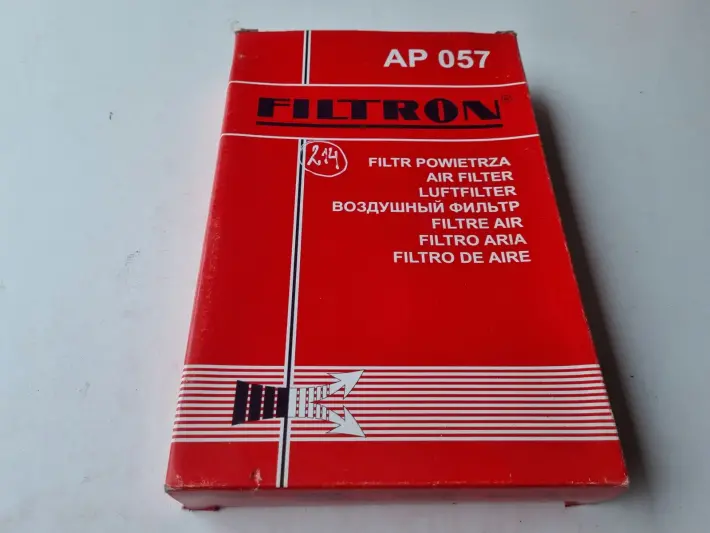 AP 057
FILTRON®
FILTR POWIETRZA
AIR FILTER
LUFTFILTER
ВОЗДУШНЫЙ ФИЛЬТР
FILTRE AIR
FILTRO ARIA
FILTRO DE AIRE